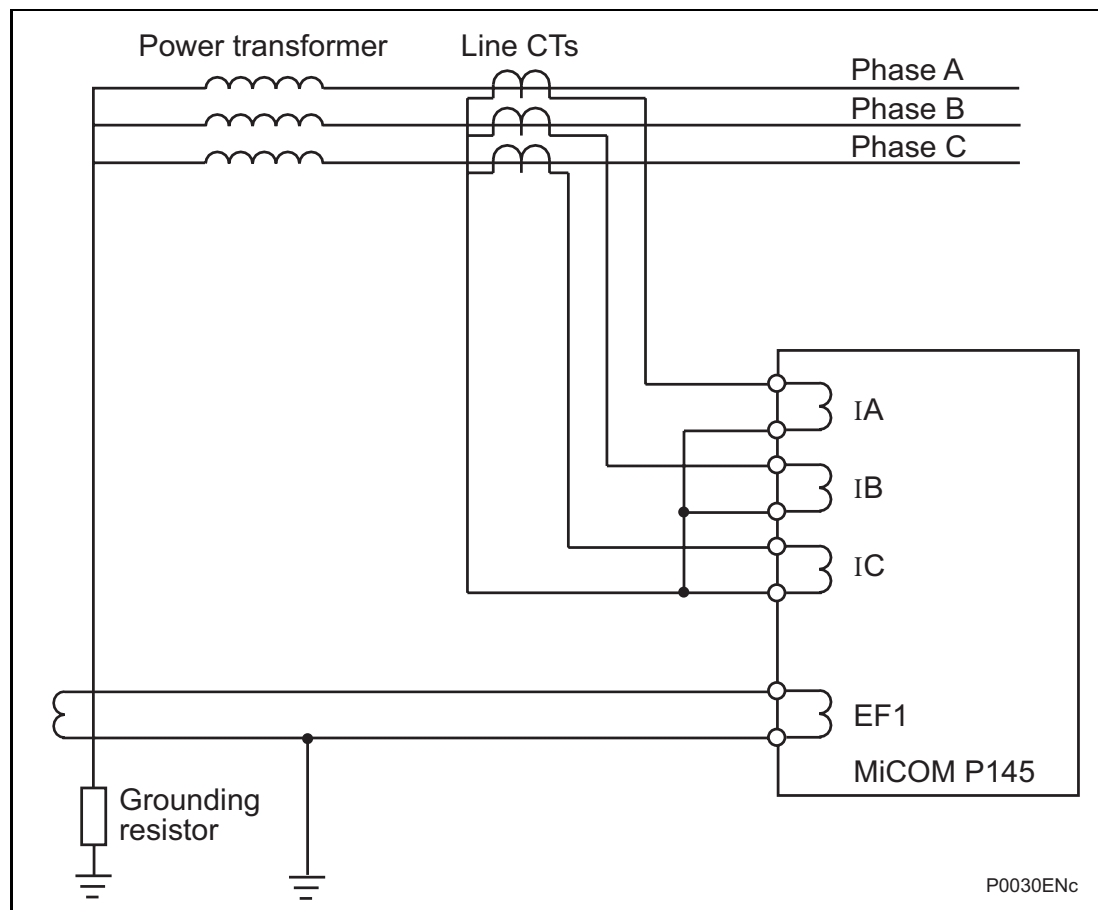 Power transformer
Line CTs
Phase A
Phase B
Phase C
IA
IB
IC
EF1
MiCOM P145
Grounding
resistor
P0030ENc